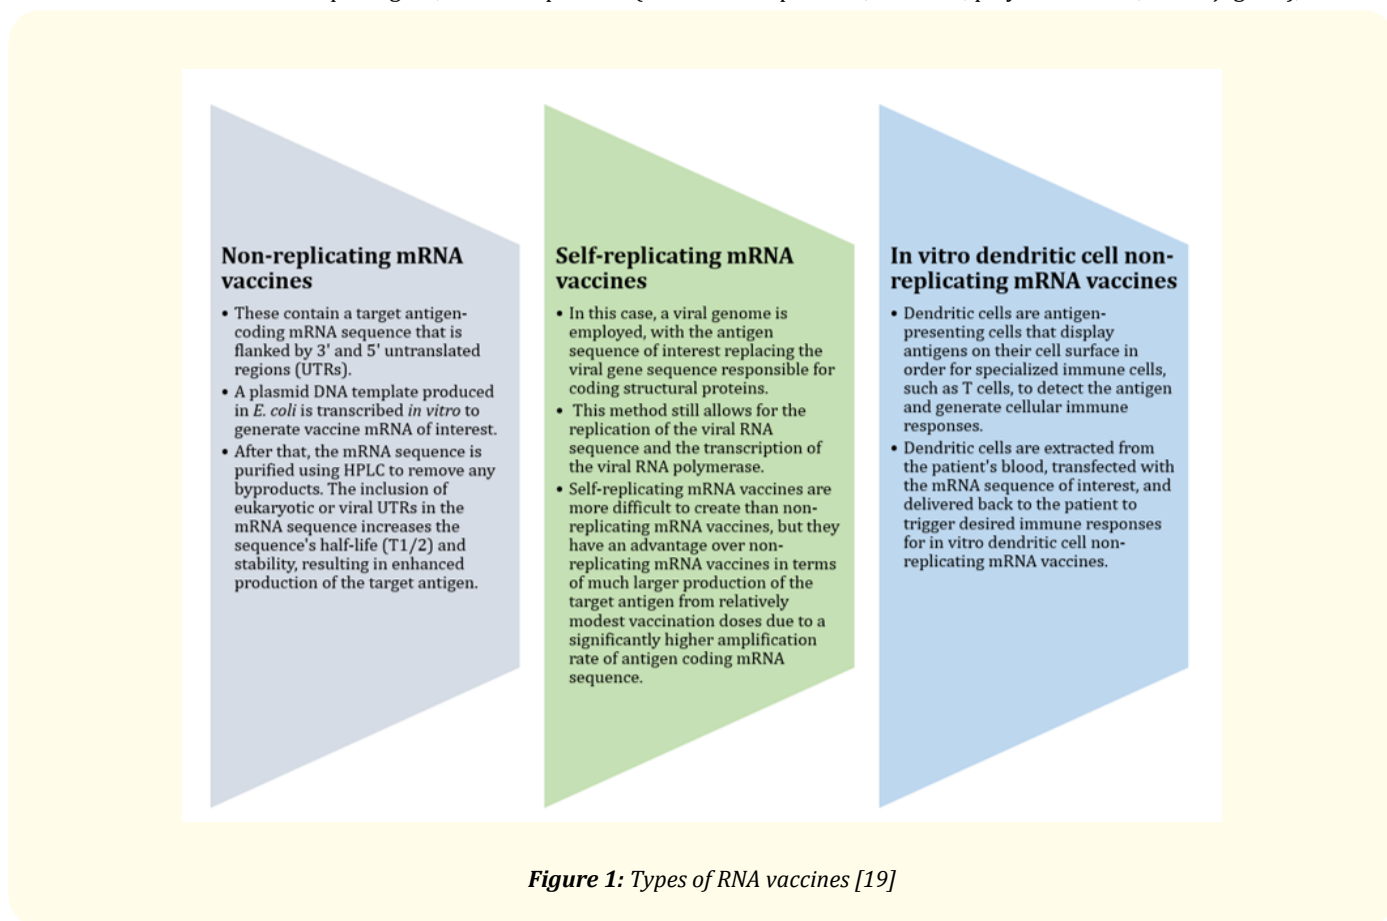 Non-replicating mRNA
vaccines
• These contain a target antigen-
coding mRNA sequence that is
flanked by 3' and 5' untranslated
regions (UTRs).
• A plasmid DNA template produced
in E. coli is transcribed in vitro to
generate vaccine mRNA of interest.
• After that, the mRNA sequence is
purified using HPLC to remove any
byproducts. The inclusion of
eukaryotic or viral UTRs in the
mRNA sequence increases the
sequence's half-life (T1/2) and
stability, resulting in enhanced
production of the target antigen.
Self-replicating mRNA
vaccines
• In this case, a viral genome is
employed, with the antigen
sequence of interest replacing the
viral gene sequence responsible for
coding structural proteins.
• This method still allows for the
replication of the viral RNA
sequence and the transcription of
the viral RNA polymerase.
• Self-replicating mRNA vaccines are
more difficult to create than non-
replicating mRNA vaccines, but they
have an advantage over non-
replicating mRNA vaccines in terms
of much larger production of the
target antigen from relatively
modest vaccination doses due to a
significantly higher amplification
rate of antigen coding mRNA
sequence.
In vitro dendritic cell non-
replicating mRNA vaccines
• Dendritic cells are antigen-
presenting cells that display
antigens on their cell surface in
order for specialized immune cells,
such as T cells, to detect the antigen
and generate cellular immune
responses.
• Dendritic cells are extracted from
the patient's blood, transfected with
the mRNA sequence of interest, and
delivered back to the patient to
trigger desired immune responses
for in vitro dendritic cell non-
replicating mRNA vaccines.
Figure 1: Types of RNA vaccines [19]